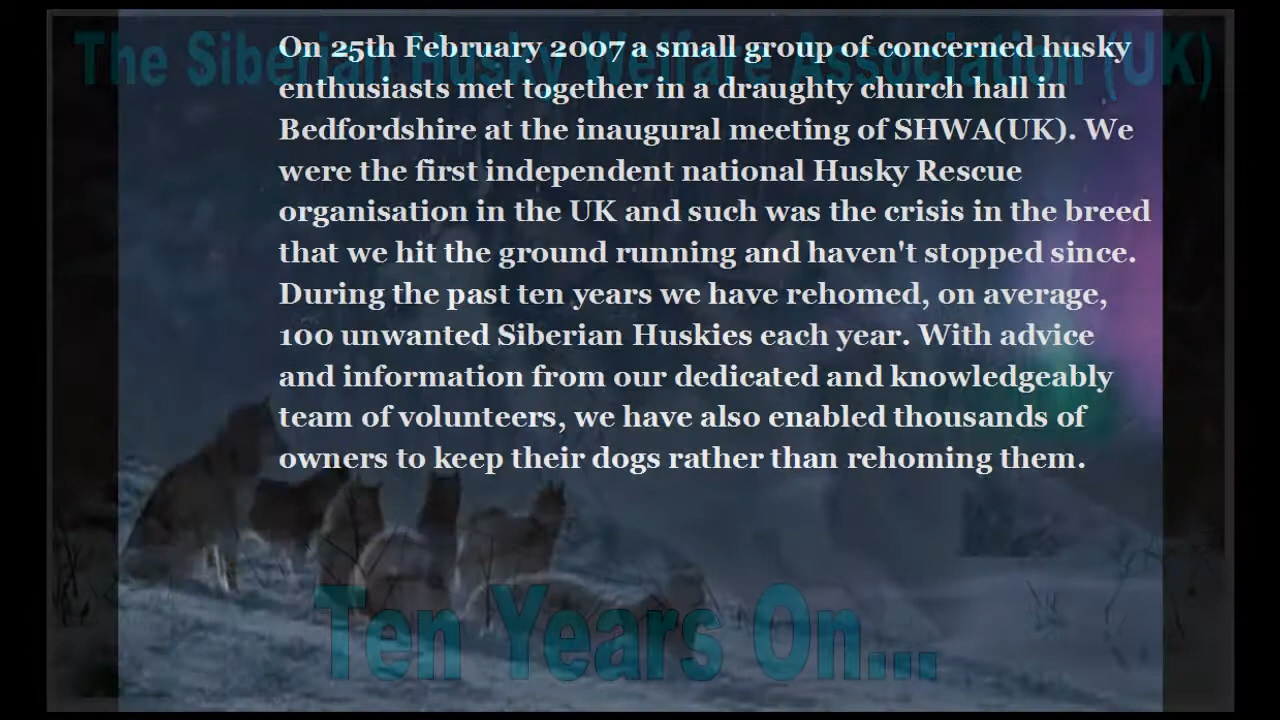 The Siberian Husky Welfare Association (UK)
On 25th February 2007 a small group of concerned husky
enthusiasts met together in a draughty church hall in
Bedfordshire at the inaugural meeting of SHWA(UK). We
were the first independent national Husky Rescue
organisation in the UK and such was the crisis in the breed
that we hit the ground running and haven't stopped since.
During the past ten years we have rehomed, on average,
100 unwanted Siberian Huskies each year. With advice
and information from our dedicated and knowledgeably
team of volunteers, we have also enabled thousands of
owners to keep their dogs rather than rehoming them.
Ten Years On...